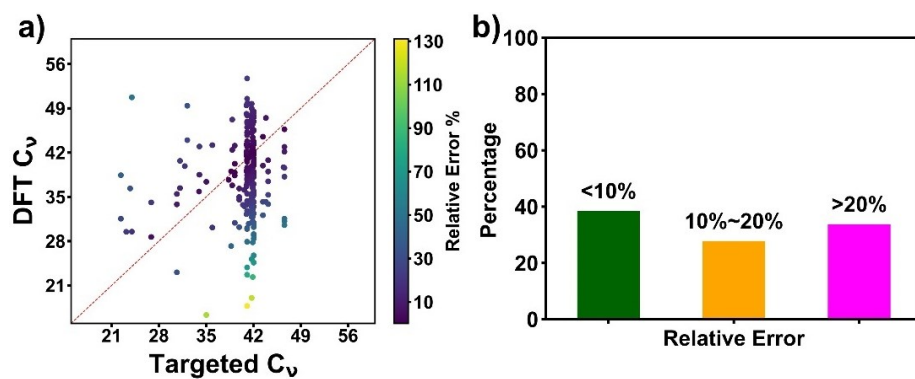 a)
56
49
42
35
28
21
DFT Cν
21 28 35 42 49 56
Targeted Cν
130
110
90
70
50
30
10
Relative Error %
b)
100
80
60
40
20
0
Percentage
<10%
10%~20%
>20%
Relative Error